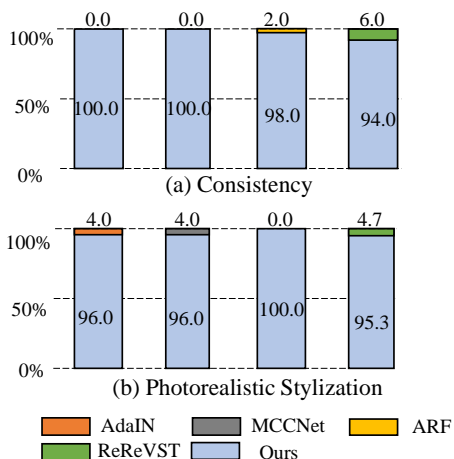 0.0 0.0 2.0 6.0
100%
50%
100.0 100.0 98.0 94.0
0%
(a) Consistency
4.0 4.0 0.0 4.7
100%
50%
96.0 96.0 100.0 95.3
0%
(b) Photorealistic Stylization
AdaIN MCCNet ARF
ReReVST Ours